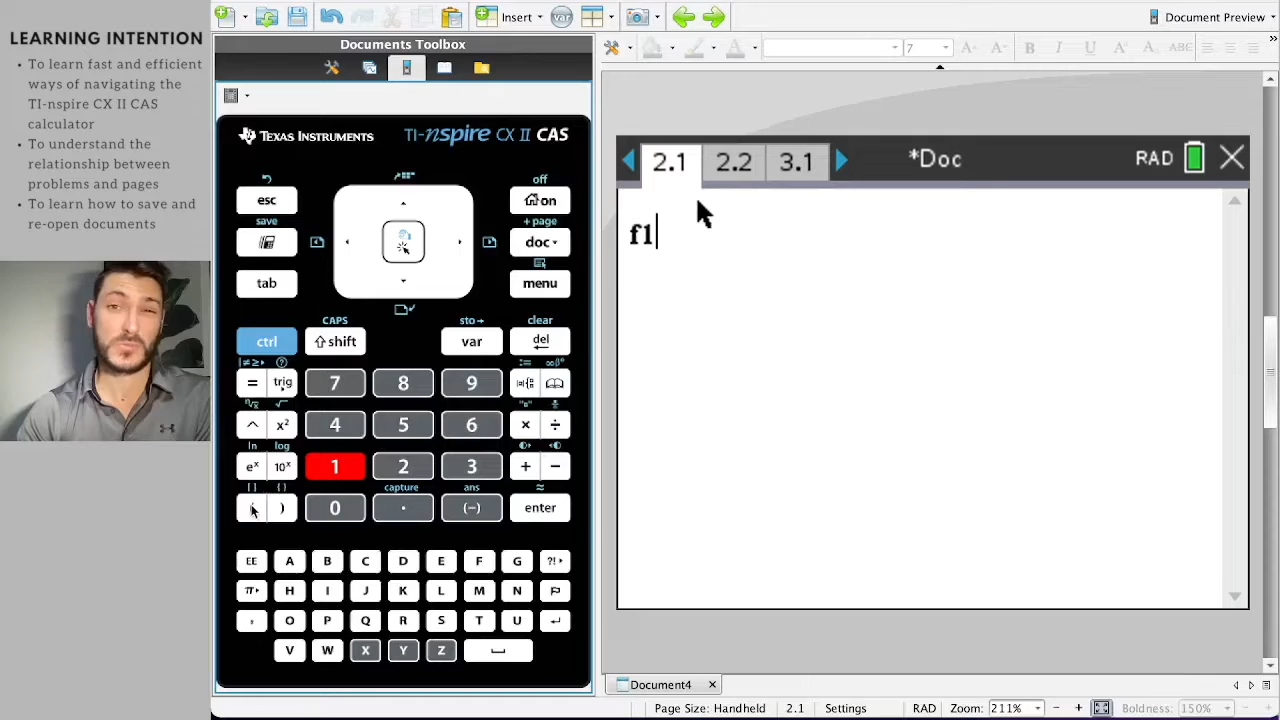 LEARNING INTENTION
To learn fast and efficient
ways of navigating the
TI-nspire CX II CAS
calculator
To understand the
relationship between
problems and pages
To learn how to save and
re-open documents
Insert
var
Document Preview
Documents Toolbox
7
B I U A A ABC
TEXAS INSTRUMENTS TI-nspire CX II CAS
off
esc
on
save
+ page
doc
tab
menu
CAPS
sto→
clear
ctrl
shift
var
del
=
trig
7
8
9
^
x²
4
5
6
×
÷
ln
log
eˣ
10ˣ
1
2
3
+
−
[ ]
{ }
capture
ans
≈
(
)
0
.
(−)
enter
EE A B C D E F G ?!
π H I J K L M N
, O P Q R S T U
V W X Y Z
2.1 2.2 3.1 *Doc RAD
f1
Document4
Page Size: Handheld 2.1 Settings RAD Zoom: 211% − + Boldness: 150% − +